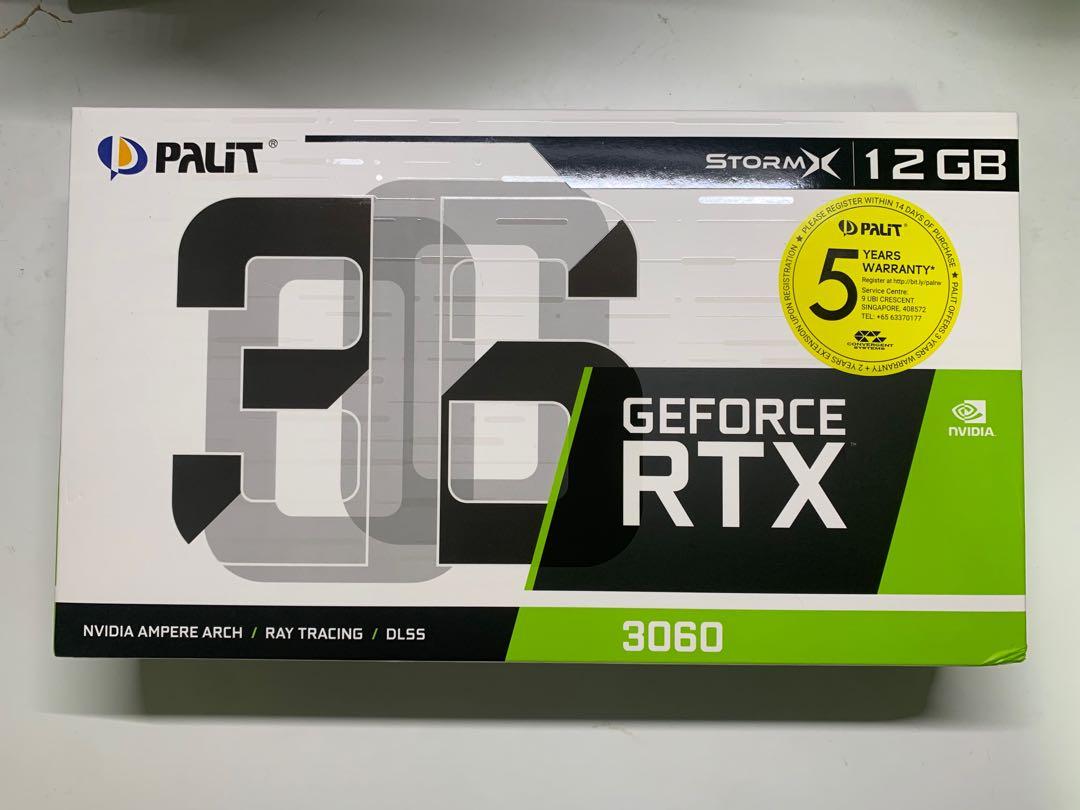 PALiT®
STORMX 12GB
36
PLEASE REGISTER WITHIN 14 DAYS OF PURCHASE ★ PALIT OFFERS 3 YEARS WARRANTY + 2 YEARS EXTENSION UPON REGISTRATION ★
PALiT®
5 YEARS
WARRANTY*
Register at http://bit.ly/palrw
Service Centre:
9 UBI CRESCENT
SINGAPORE, 408572
TEL: +65 63370177
CONVERGENT
SYSTEMS
GEFORCE
RTX™
NVIDIA.
NVIDIA AMPERE ARCH / RAY TRACING / DLSS
3060